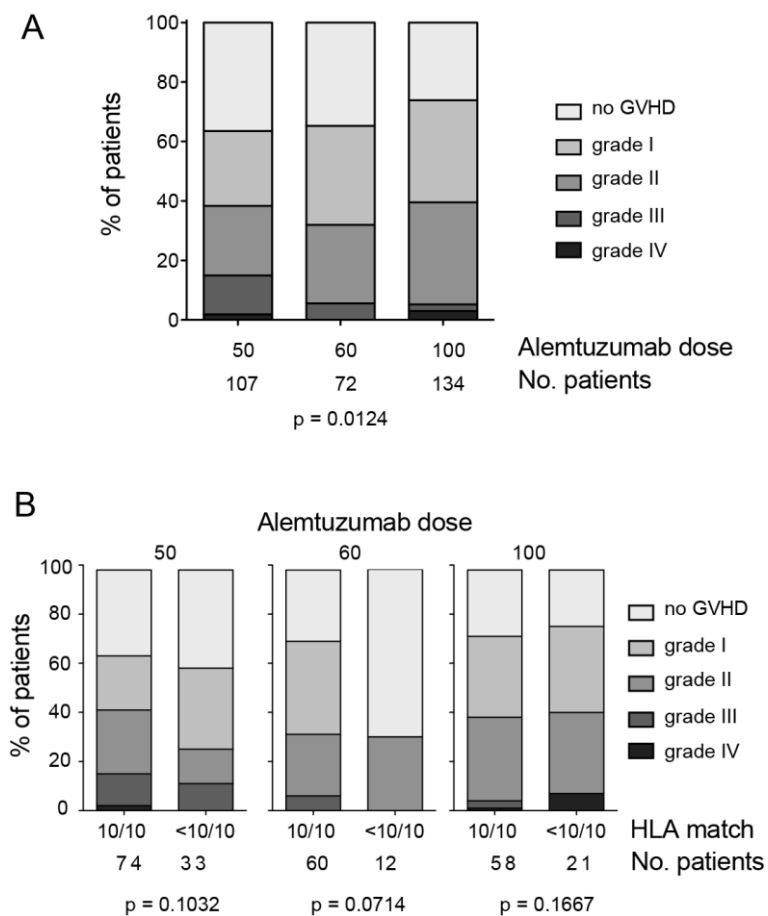 A
100
80
60
40
20
0
% of patients
no GVHD
grade I
grade II
grade III
grade IV
50 60 100 Alemtuzumab dose
107 72 134 No. patients
p = 0.0124
B
Alemtuzumab dose
50 60 100
100
80
60
40
20
0
% of patients
no GVHD
grade I
grade II
grade III
grade IV
10/10 <10/10 10/10 <10/10 10/10 <10/10 HLA match
74 33 60 12 58 21 No. patients
p = 0.1032 p = 0.0714 p = 0.1667